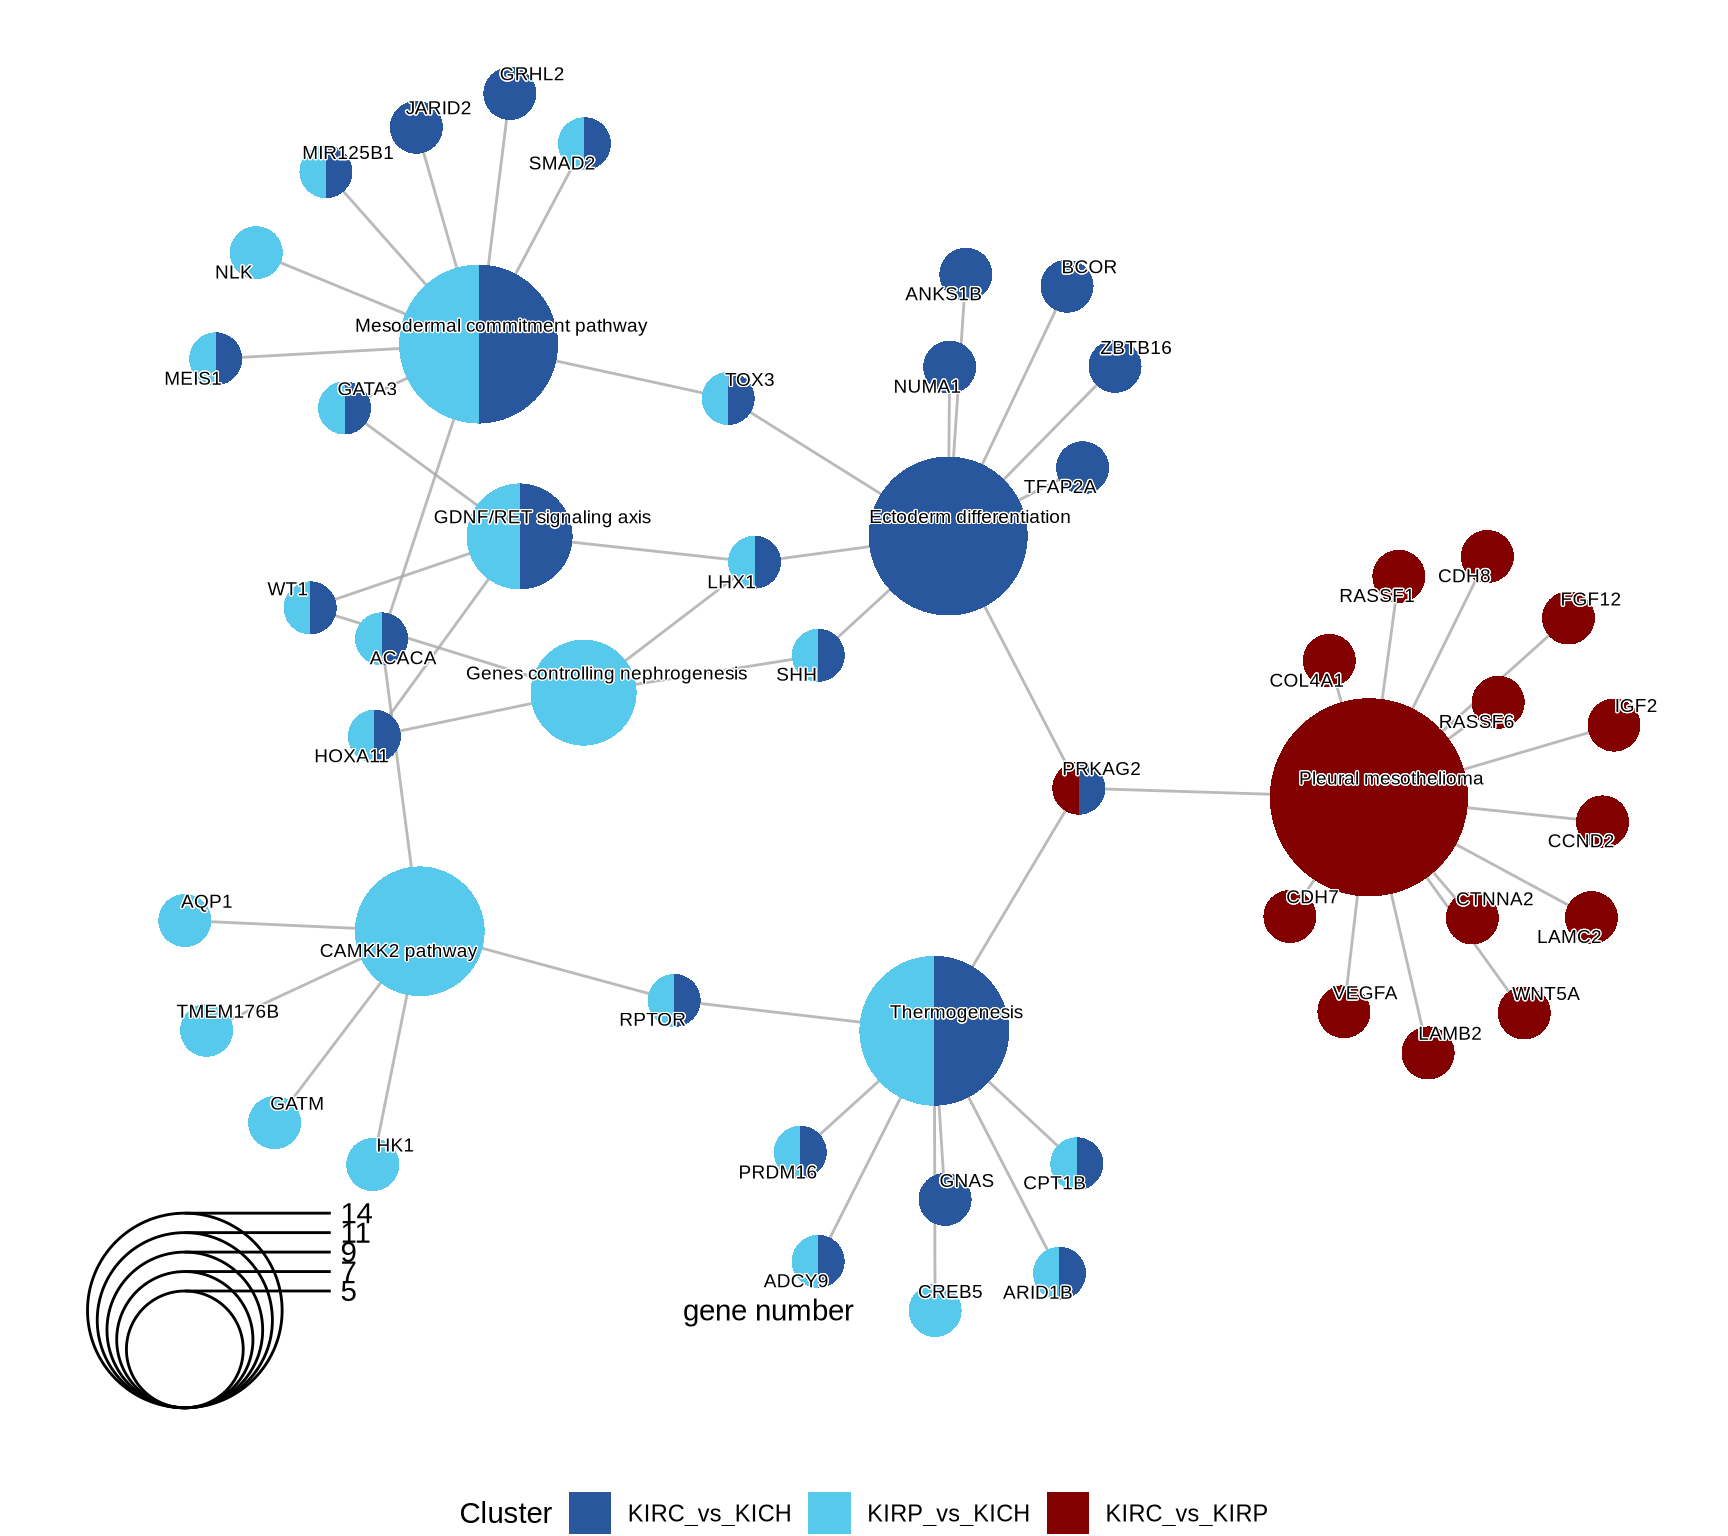 GRHL2
JARID2
MIR125B1
SMAD2
NLK
ANKS1B
BCOR
Mesodermal commitment pathway
ZBTB16
MEIS1
GATA3
TOX3
NUMA1
TFAP2A
GDNF/RET signaling axis
Ectoderm differentiation
WT1
LHX1
RASSF1
CDH8
FGF12
ACACA
Genes controlling nephrogenesis
SHH
COL4A1
IGF2
RASSF6
HOXA11
PRKAG2
Pleural mesothelioma
CCND2
AQP1
CDH7
CTNNA2
CAMKK2 pathway
LAMC2
TMEM176B
RPTOR
Thermogenesis
VEGFA
WNT5A
LAMB2
GATM
HK1
PRDM16
GNAS
CPT1B
ADCY9
CREB5
ARID1B
14
11
9
7
5
gene number
Cluster KIRC_vs_KICH KIRP_vs_KICH KIRC_vs_KIRP